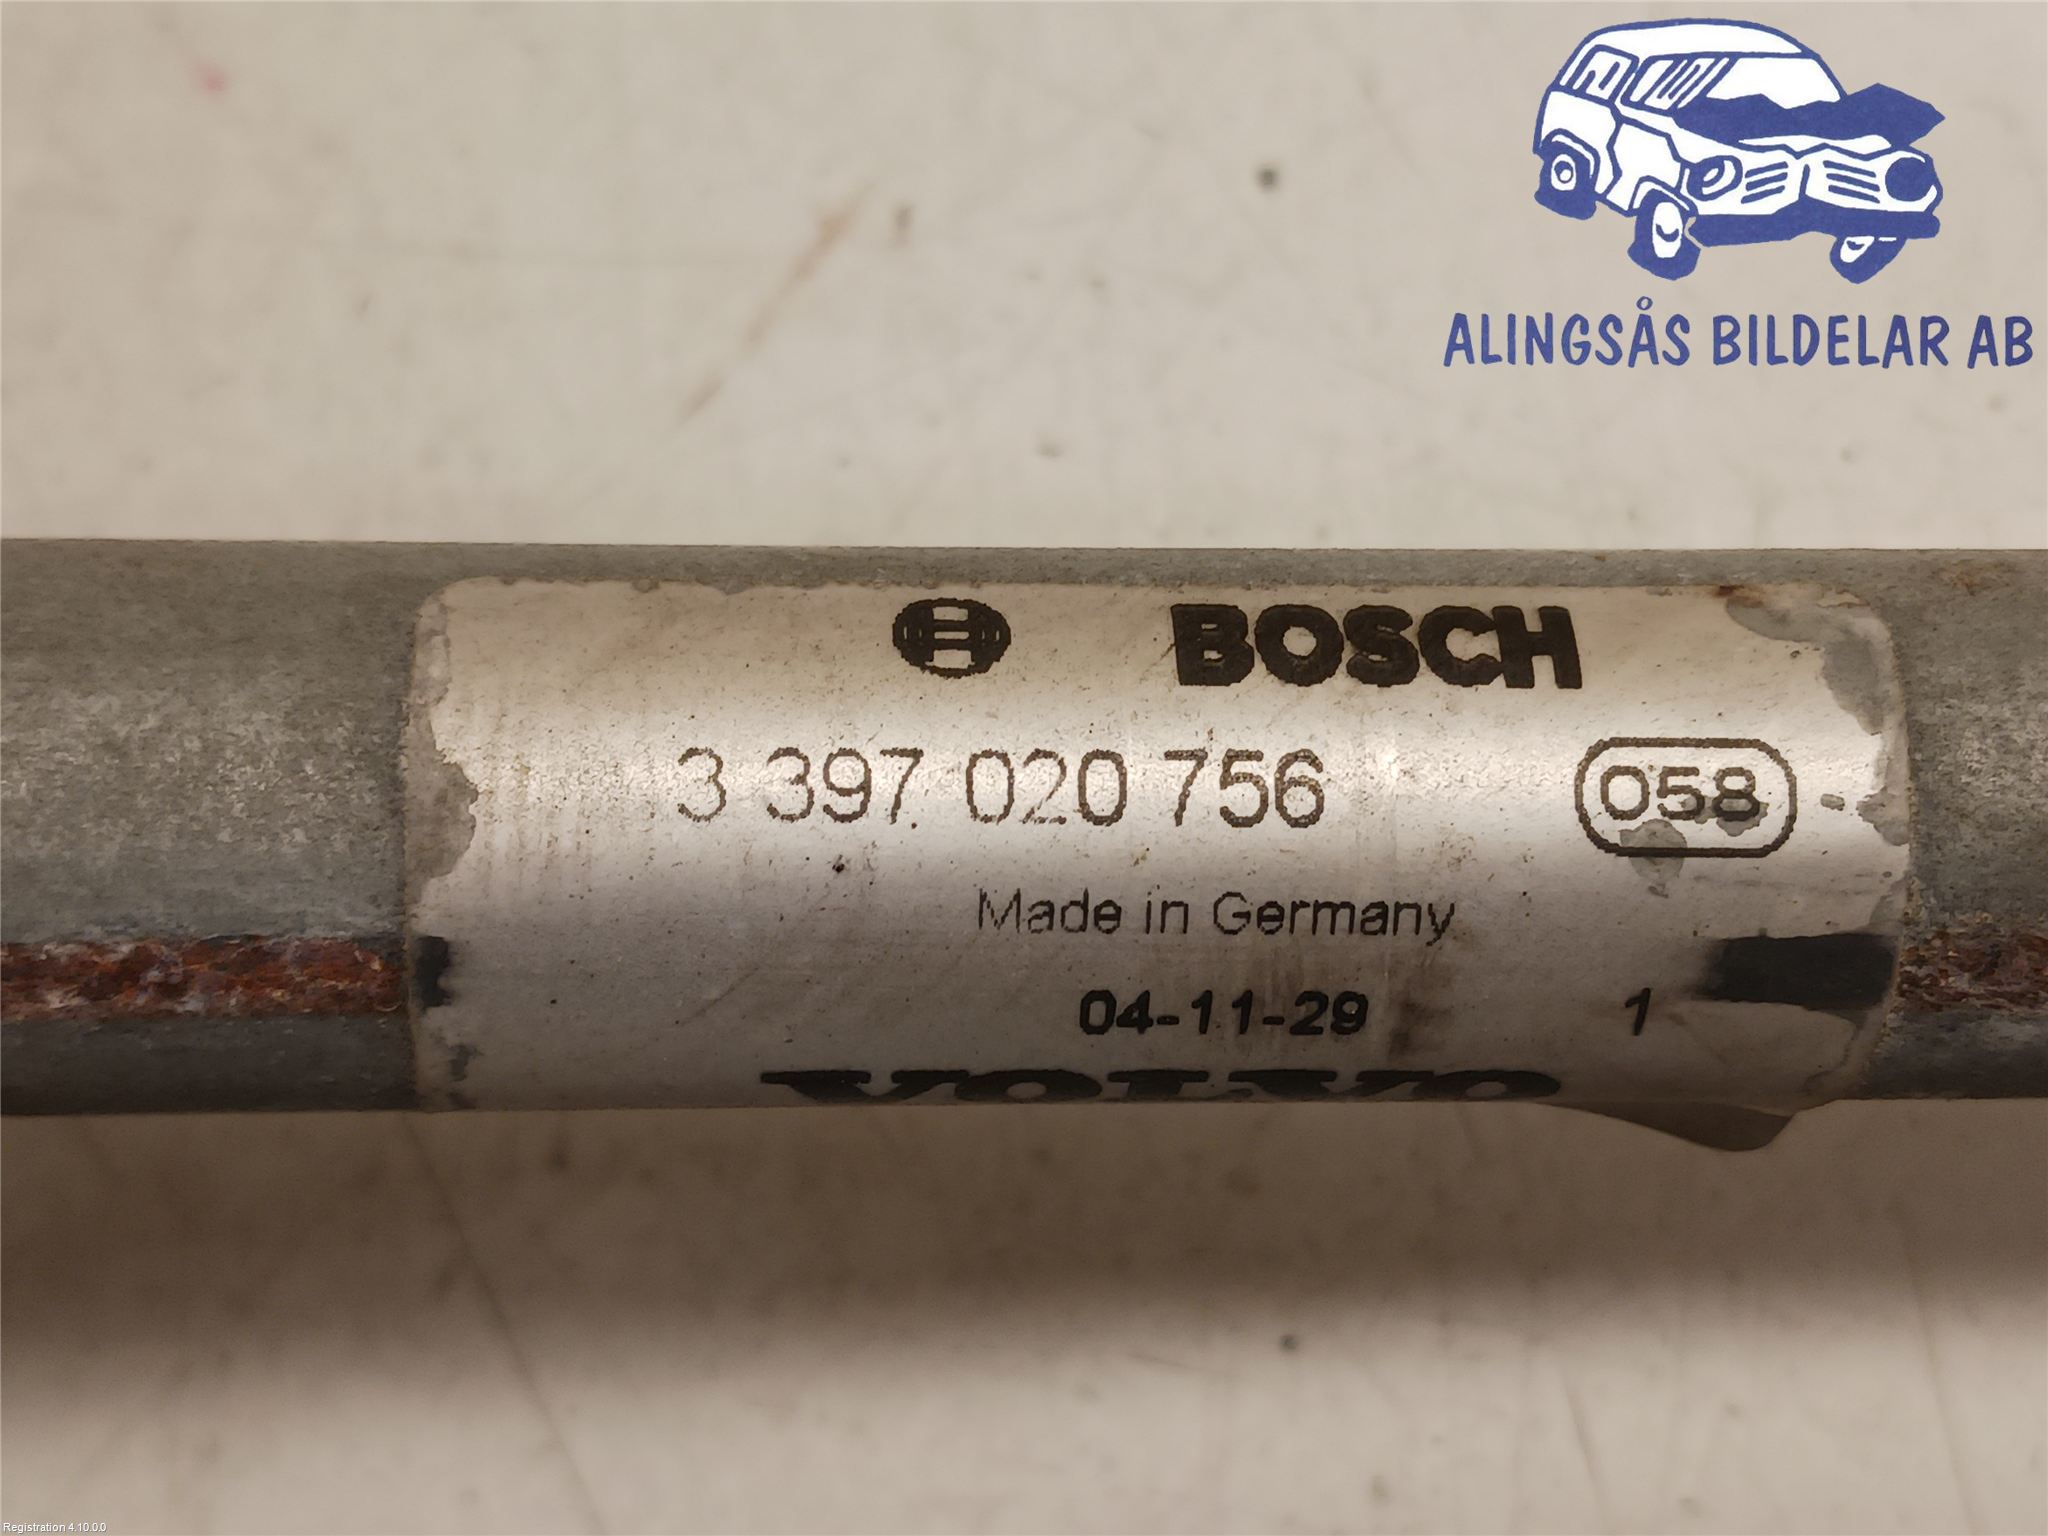 ALINGSÅS BILDELAR AB
BOSCH
3 397 020 756 058
Made in Germany
04-11-29 1
VOLVO
Registration 4.10.0.0